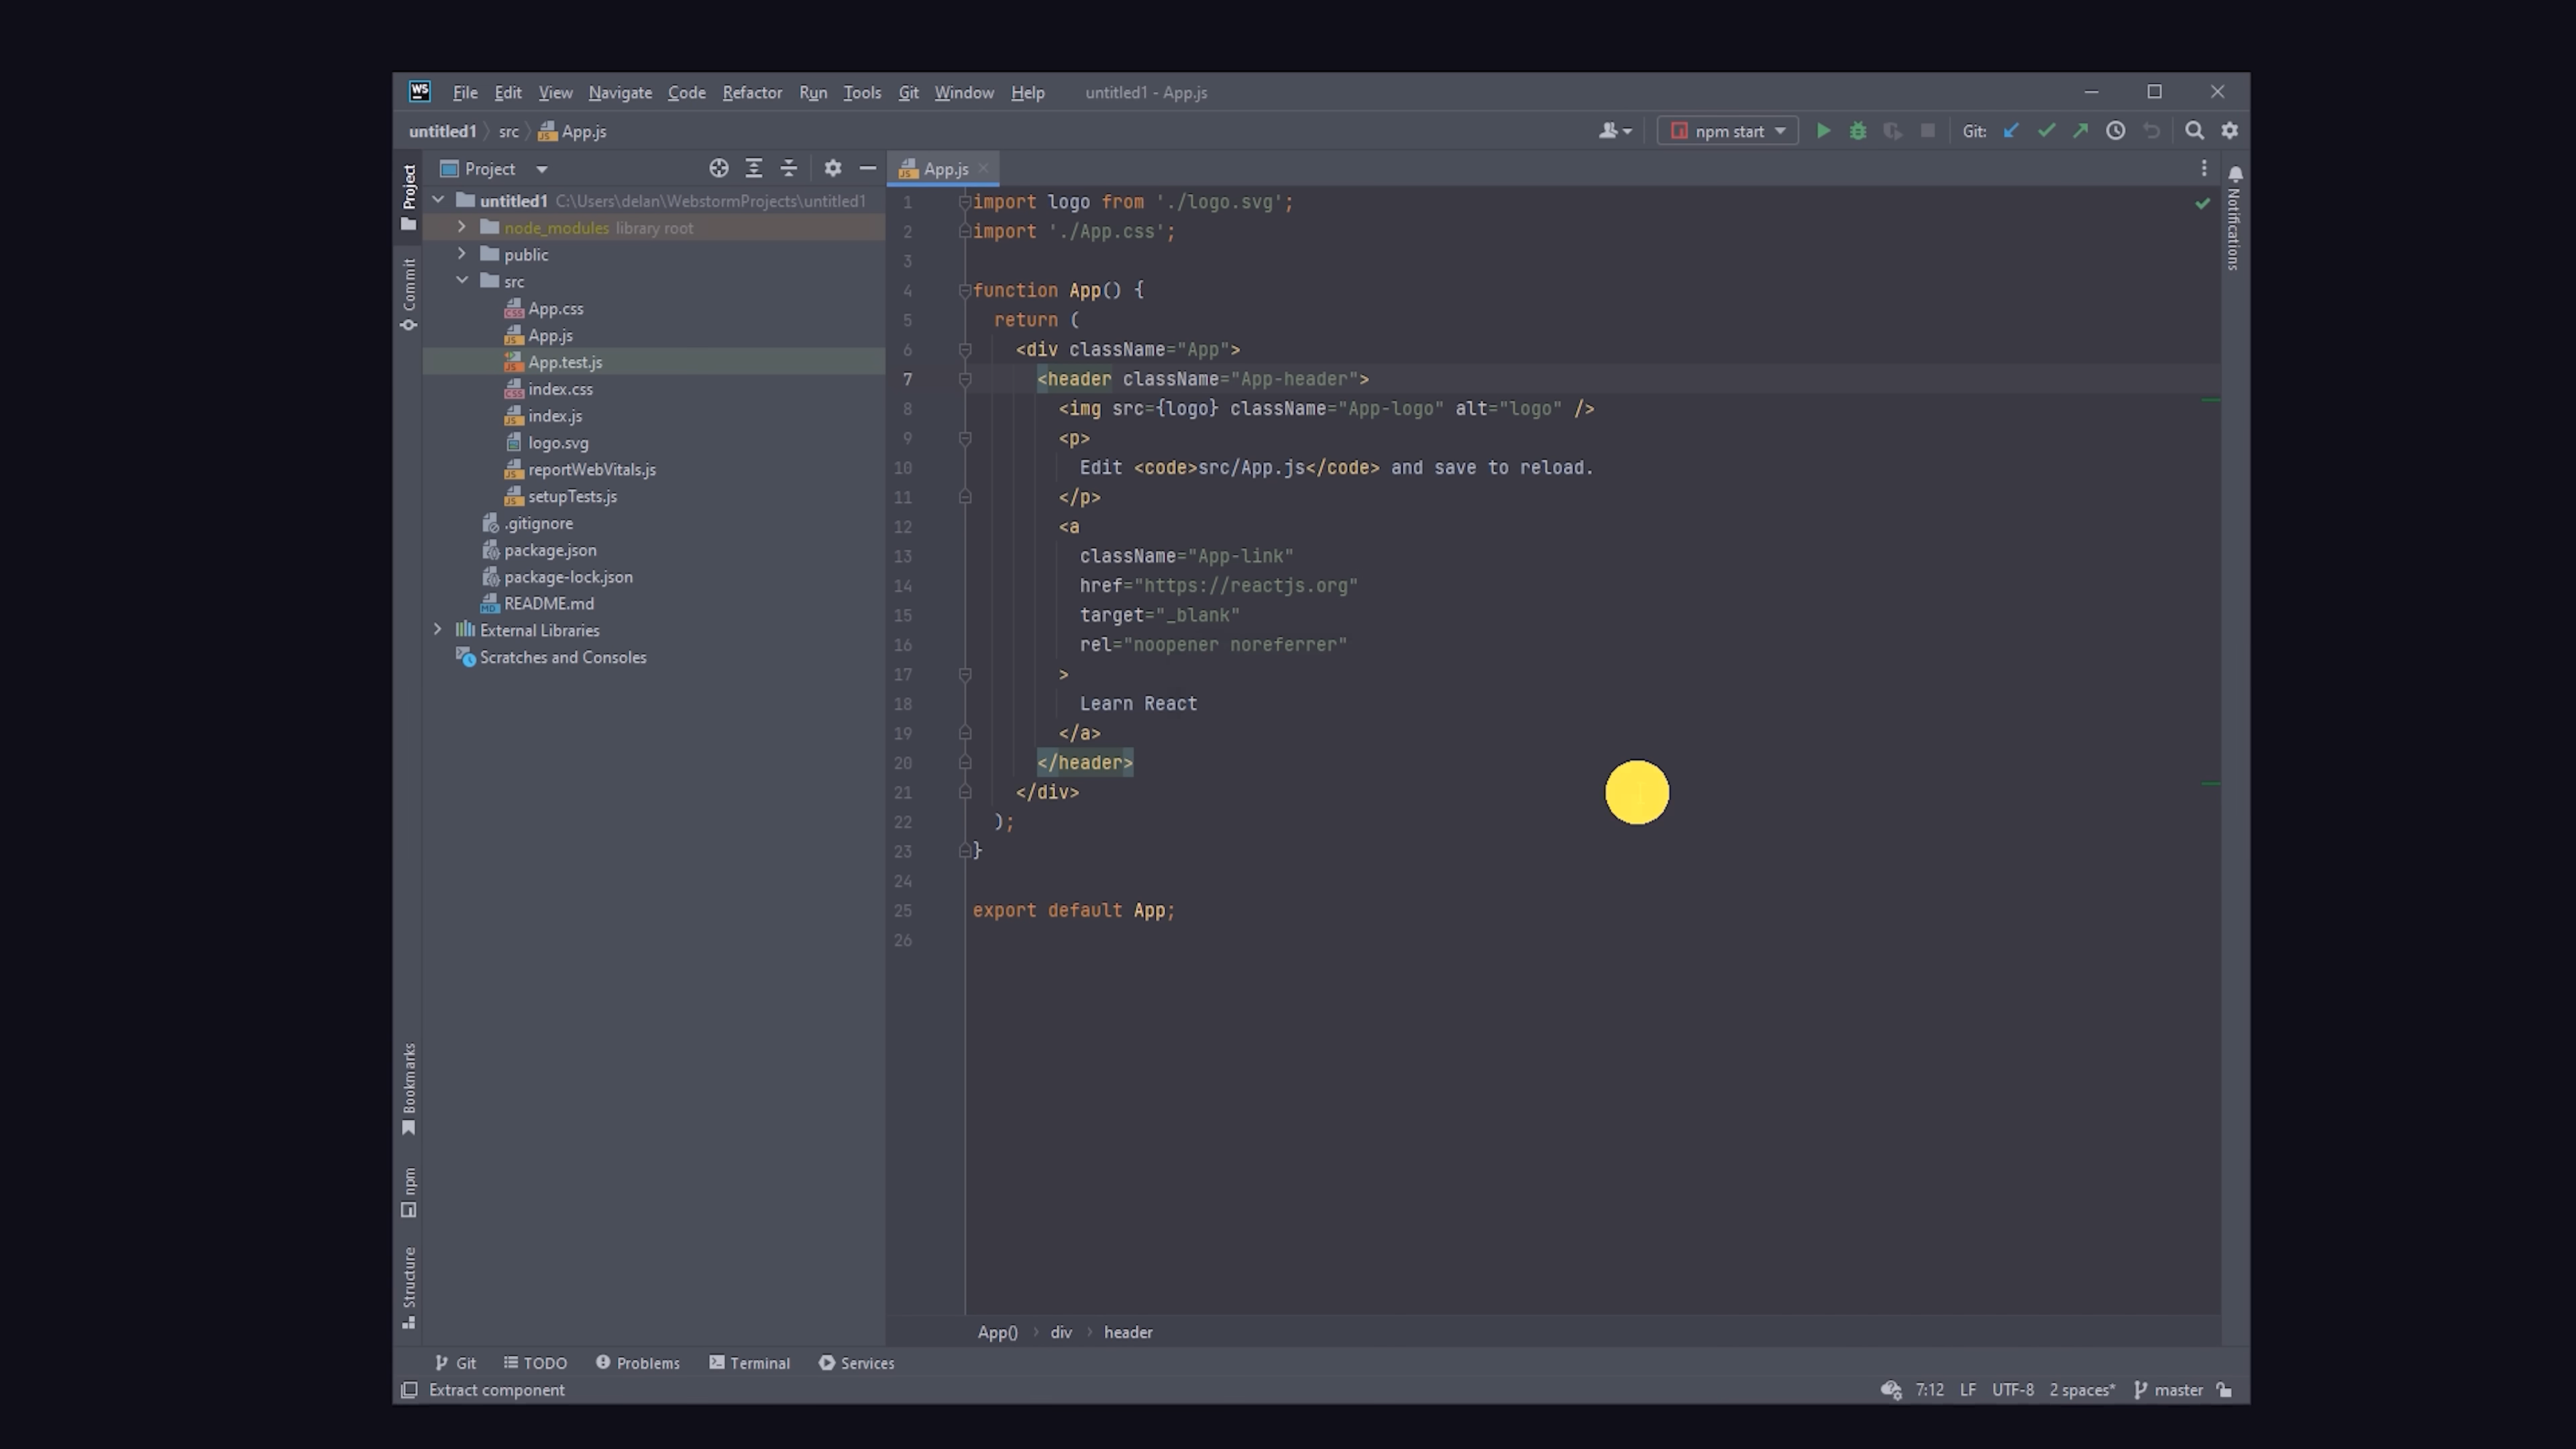 WS File Edit View Navigate Code Refactor Run Tools Git Window Help untitled1 - App.js
untitled1 src App.js
npm start Git:
Project
App.js
Project
Commit
Bookmarks
npm
Structure
untitled1 C:\Users\delan\WebstormProjects\untitled1
node_modules library root
public
src
App.css
App.js
App.test.js
index.css
index.js
logo.svg
reportWebVitals.js
setupTests.js
.gitignore
package.json
package-lock.json
README.md
External Libraries
Scratches and Consoles
1 import logo from './logo.svg';
2 import './App.css';
3
4 function App() {
5 return (
6 <div className="App">
7 <header className="App-header">
8 <img src={logo} className="App-logo" alt="logo" />
9 <p>
10 Edit <code>src/App.js</code> and save to reload.
11 </p>
12 <a
13 className="App-link"
14 href="https://reactjs.org"
15 target="_blank"
16 rel="noopener noreferrer"
17 >
18 Learn React
19 </a>
20 </header>
21 </div>
22 );
23 }
24
25 export default App;
26
Notifications
App() div header
Git TODO Problems Terminal Services
Extract component
7:12 LF UTF-8 2 spaces* master